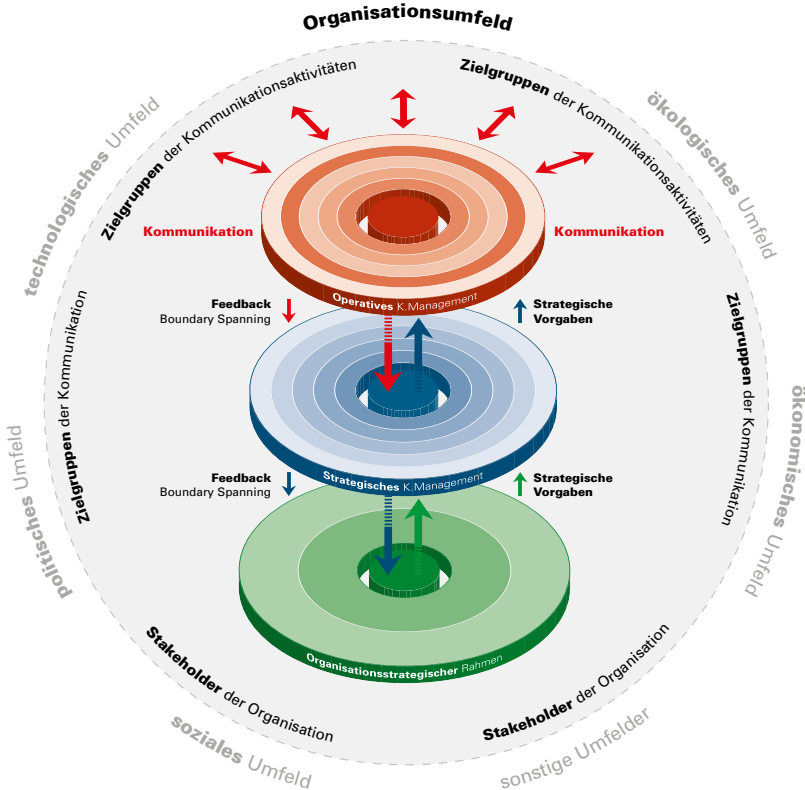 Organisationsumfeld
Zielgruppen der Kommunikationsaktivitäten
Zielgruppen der Kommunikationsaktivitäten
technologisches Umfeld
ökologisches Umfeld
Kommunikation
Kommunikation
Operatives K.Management
Feedback
Boundary Spanning
Strategische
Vorgaben
Zielgruppen der Kommunikation
Zielgruppen der Kommunikation
politisches Umfeld
ökonomisches Umfeld
Strategisches K.Management
Feedback
Boundary Spanning
Strategische
Vorgaben
Organisationsstrategischer Rahmen
Stakeholder der Organisation
Stakeholder der Organisation
soziales Umfeld
sonstige Umfelder